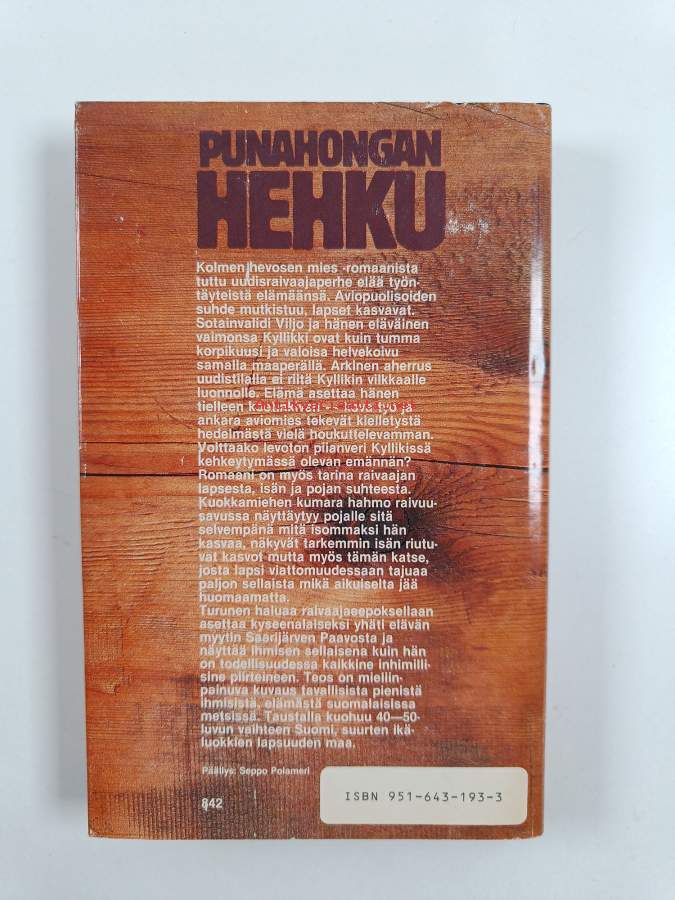 PUNAHONGAN
HEHKU
Kolmen hevosen mies -romaanista
tuttu uudisraivaajaperhe elää työn-
täyteistä elämäänsä. Aviopuolisoiden
suhde mutkistuu, lapset kasvavat.
Sotainvalidi Viljo ja hänen eläväinen
vaimonsa Kyllikki ovat kuin tumma
korpikuusi ja valoisa helvekoivu
samalla maaperällä. Arkinen aherrus
uudistilalla ei riitä Kyllikin vilkkaalle
luonnolle. Elämä asettaa hänen
tielleen
ankara aviomies tekevät kielletystä
hedelmästä vielä houkuttelevamman.
Voittaako levoton piianveri Kyllikissä
kehkeytymässä olevan emännän?
Romaani on myös tarina raivaajan
lapsesta, isän ja pojan suhteesta.
Kuokkamiehen kumara hahmo raivuu-
savussa näyttäytyy pojalle sitä
selvempänä mitä isommaksi hän
kasvaa, näkyvät tarkemmin isän riutu-
vat kasvot mutta myös tämän katse,
josta lapsi viattomuudessaan tajuaa
paljon sellaista mikä aikuiselta jää
huomaamatta.
Turunen haluaa raivaajaeepoksellaan
asettaa kyseenalaiseksi yhäti elävän
myytin Saarijärven Paavosta ja
näyttää ihmisen sellaisena kuin hän
on todellisuudessa kaikkine inhimilli-
sine piirteineen. Teos on mieliin-
painuva kuvaus tavallisista pienistä
ihmisistä, elämästä suomalaisissa
metsissä. Taustalla kuohuu 40—50-
luvun vaihteen Suomi, suurten ikä-
luokkien lapsuuden maa.
Päällys: Seppo Polameri
842
ISBN 951-643-193-3